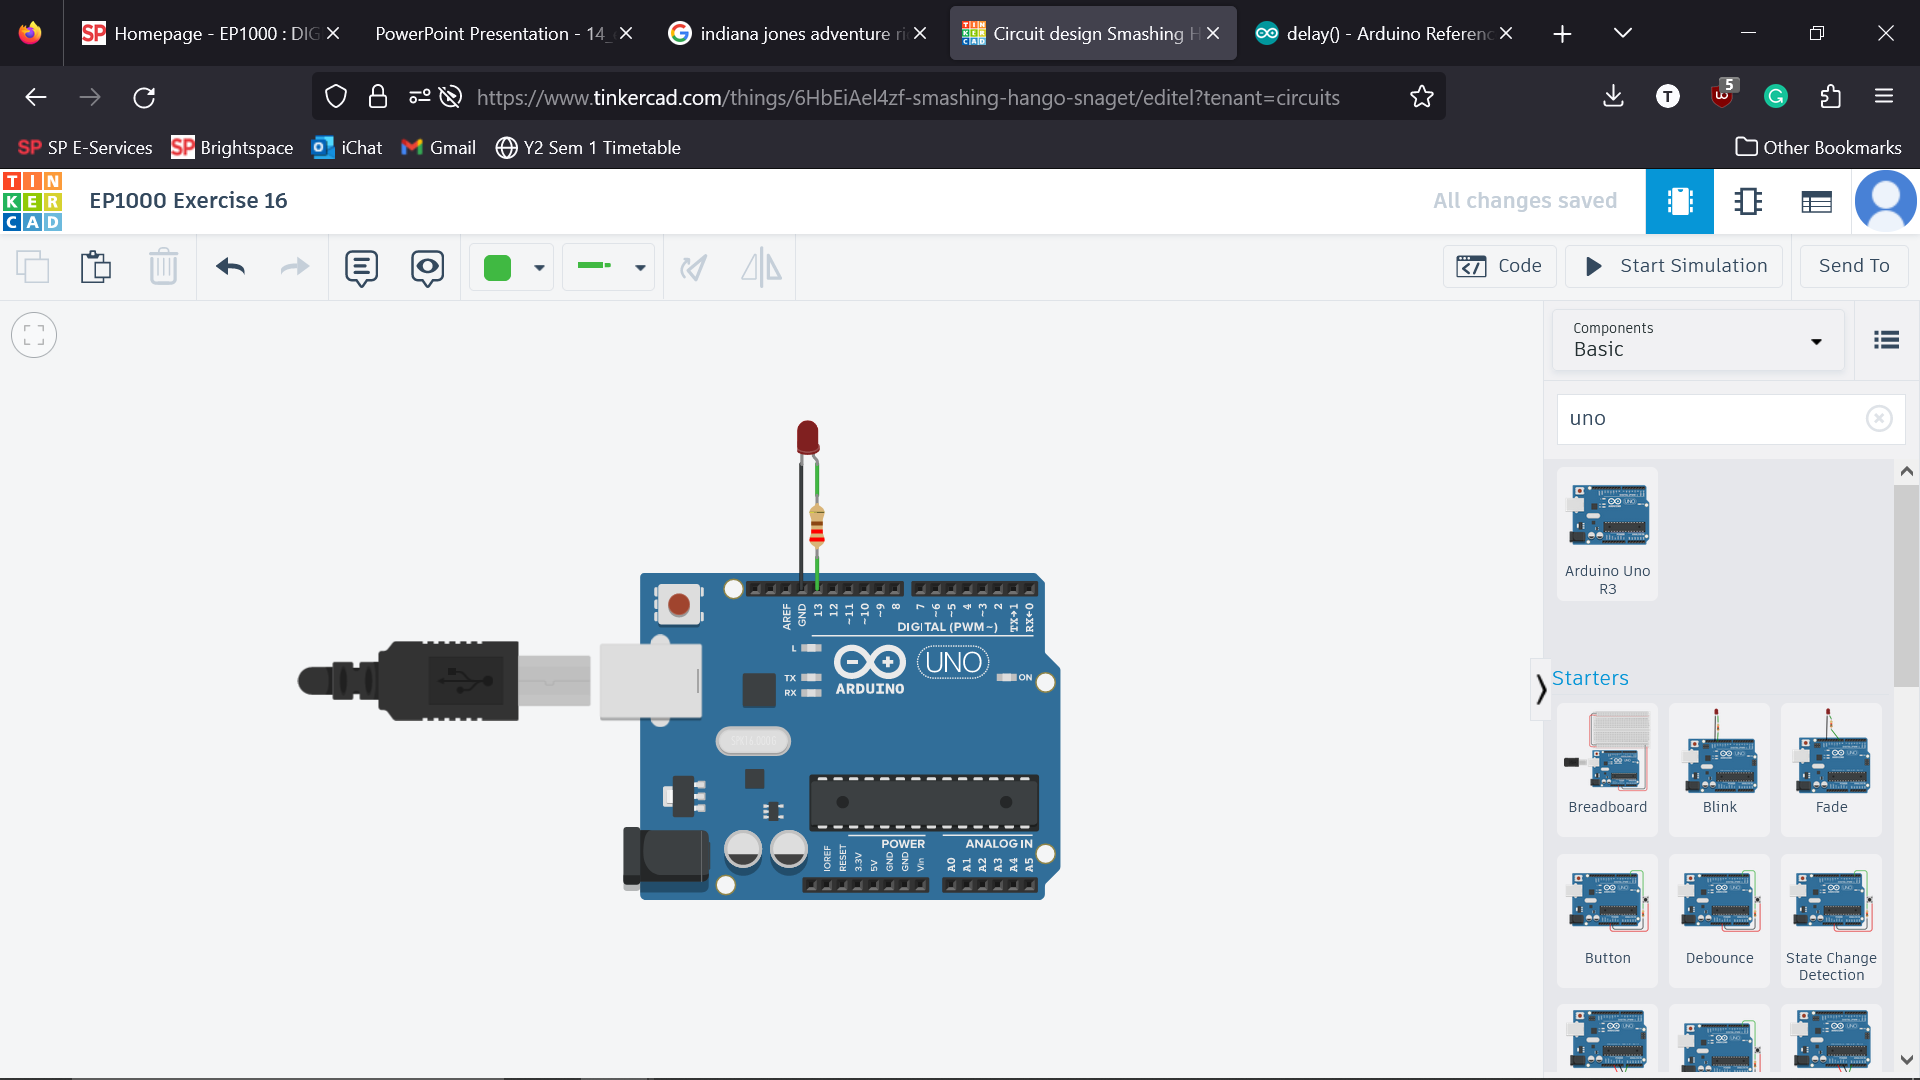 Homepage - EP1000 : DIG
PowerPoint Presentation - 14_
indiana jones adventure ri
Circuit design Smashing H
delay() - Arduino Referenc
https://www.tinkercad.com/things/6HbEiAel4zf-smashing-hango-snaget/editel?tenant=circuits
5
SP E-Services
Brightspace
iChat
Gmail
Y2 Sem 1 Timetable
Other Bookmarks
TIN
KER
CAD
EP1000 Exercise 16
All changes saved
Code
Start Simulation
Send To
Components
Basic
uno
Arduino Uno
R3
Starters
Breadboard
Blink
Fade
Button
Debounce
State Change
Detection
AREF
GND
13
12
~11
~10
~9
8
7
~6
~5
4
~3
2
TX→1
RX←0
DIGITAL (PWM~)
L
TX
RX
ARDUINO
UNO
ON
POWER
ANALOG IN
IOREF
RESET
3.3V
5V
GND
GND
Vin
A0
A1
A2
A3
A4
A5